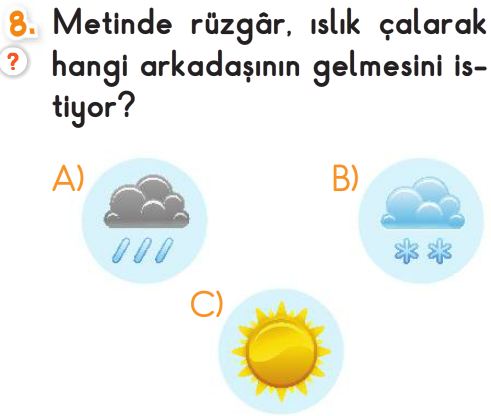 8. Metinde rüzgâr, ıslık çalarak
? hangi arkadaşının gelmesini is-
tiyor?
A)
B)
C)